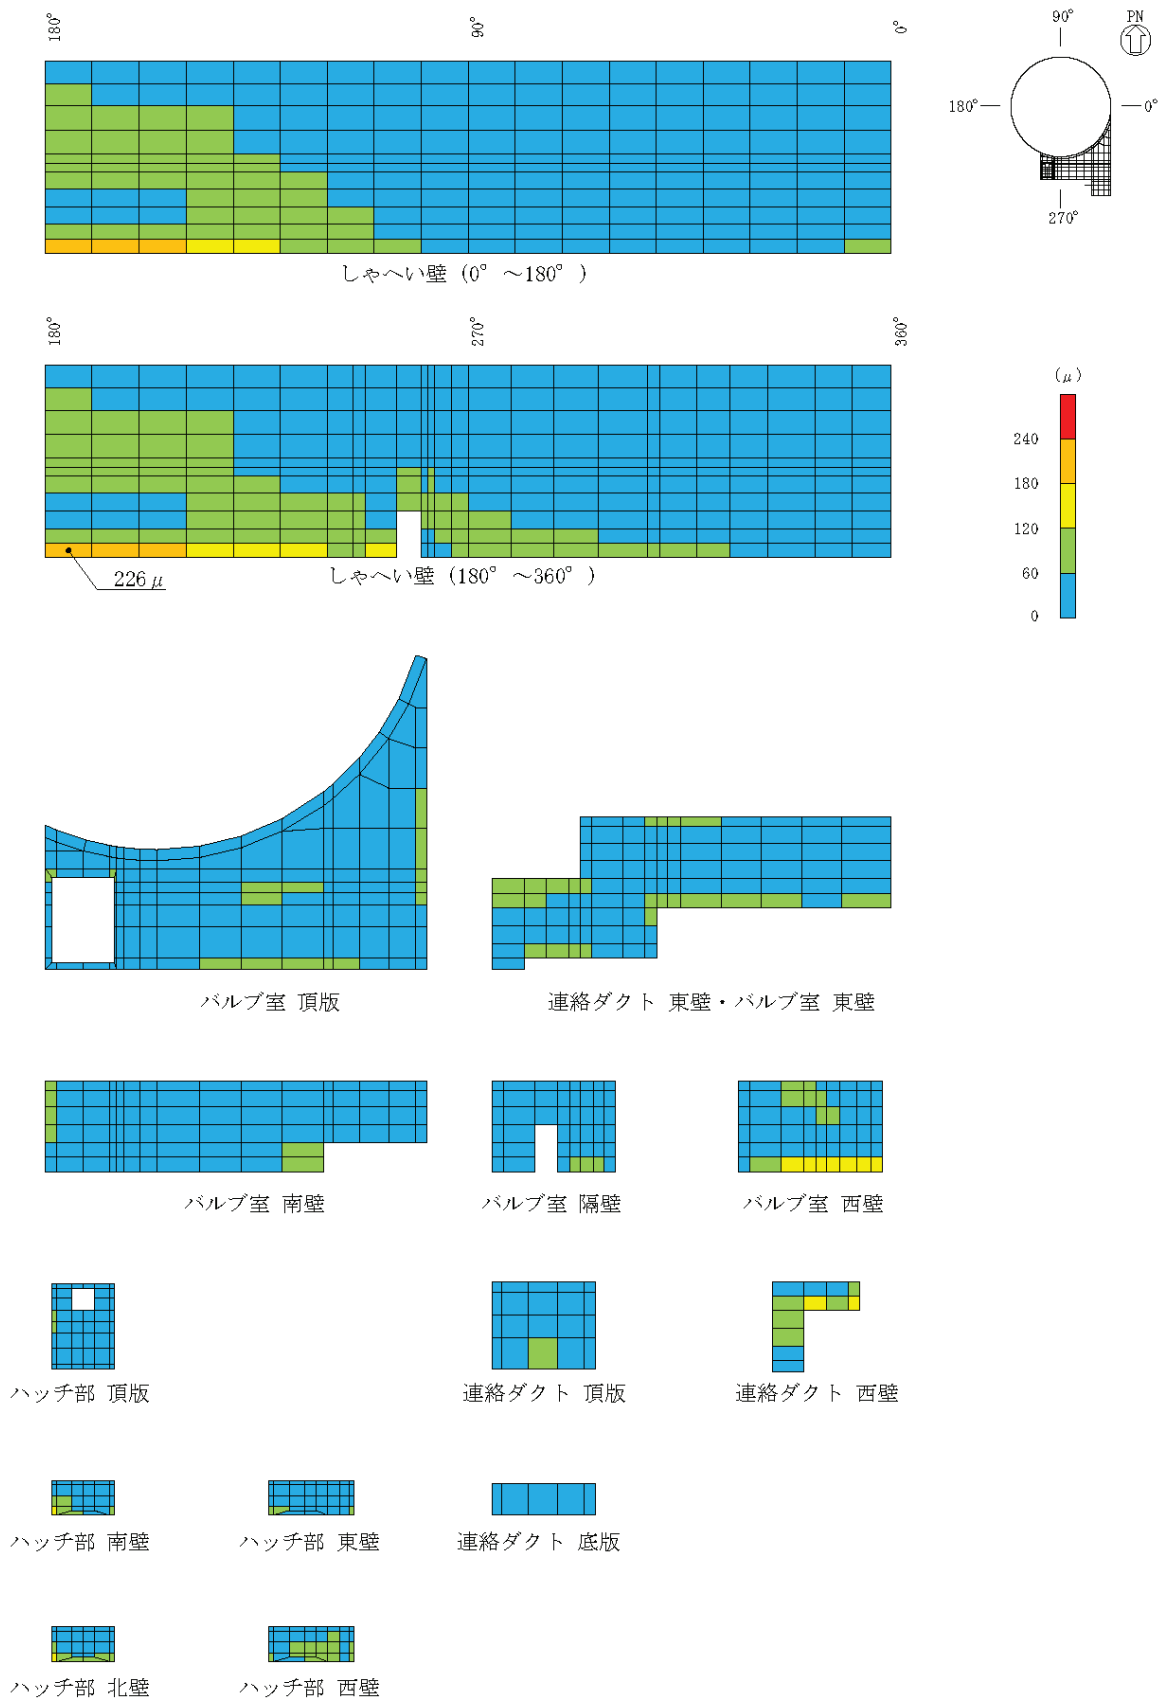 180°
90°
0°
しゃへい壁 (0° ～180° )
90°
PN
180°
0°
270°
180°
270°
360°
226μ
しゃへい壁 (180° ～360° )
(μ)
240
180
120
60
0
バルブ室 頂版
連絡ダクト 東壁・バルブ室 東壁
バルブ室 南壁
バルブ室 隔壁
バルブ室 西壁
ハッチ部 頂版
連絡ダクト 頂版
連絡ダクト 西壁
ハッチ部 南壁
ハッチ部 東壁
連絡ダクト 底版
ハッチ部 北壁
ハッチ部 西壁